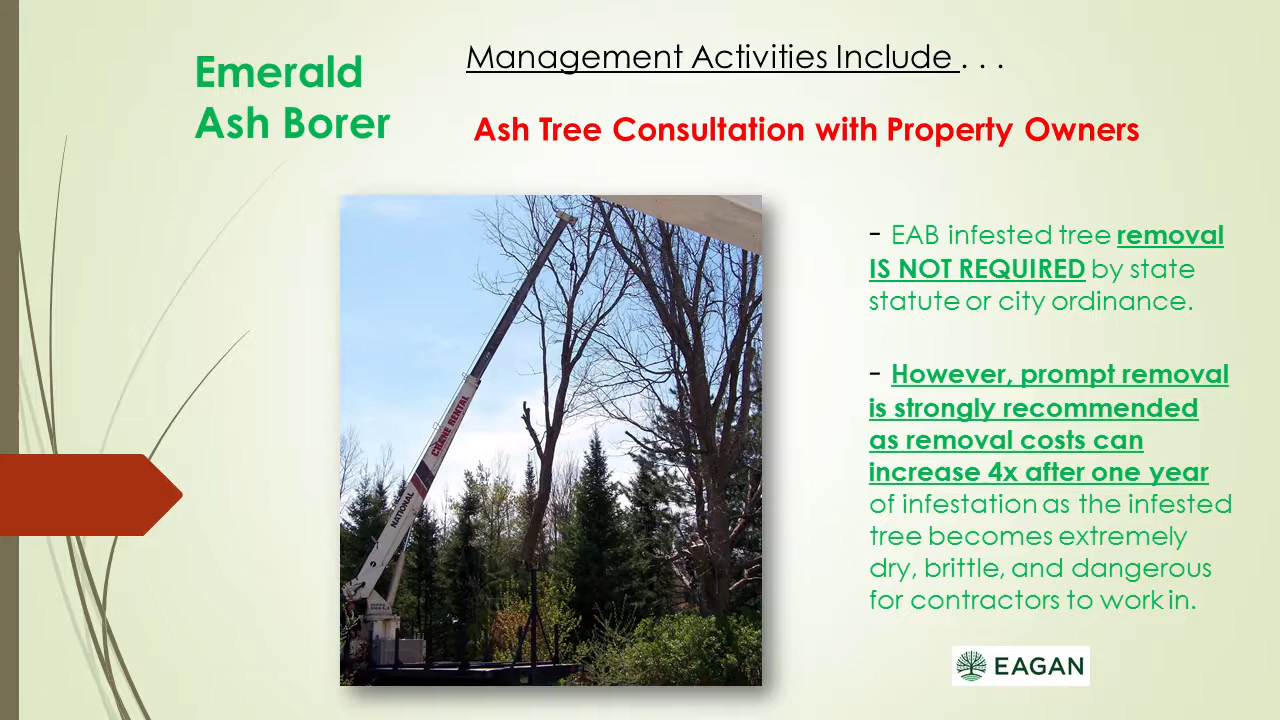 Emerald
Ash Borer
Management Activities Include . . .
Ash Tree Consultation with Property Owners
CRANE RENTAL
NATIONAL
- EAB infested tree removal
IS NOT REQUIRED by state
statute or city ordinance.
- However, prompt removal
is strongly recommended
as removal costs can
increase 4x after one year
of infestation as the infested
tree becomes extremely
dry, brittle, and dangerous
for contractors to work in.
EAGAN